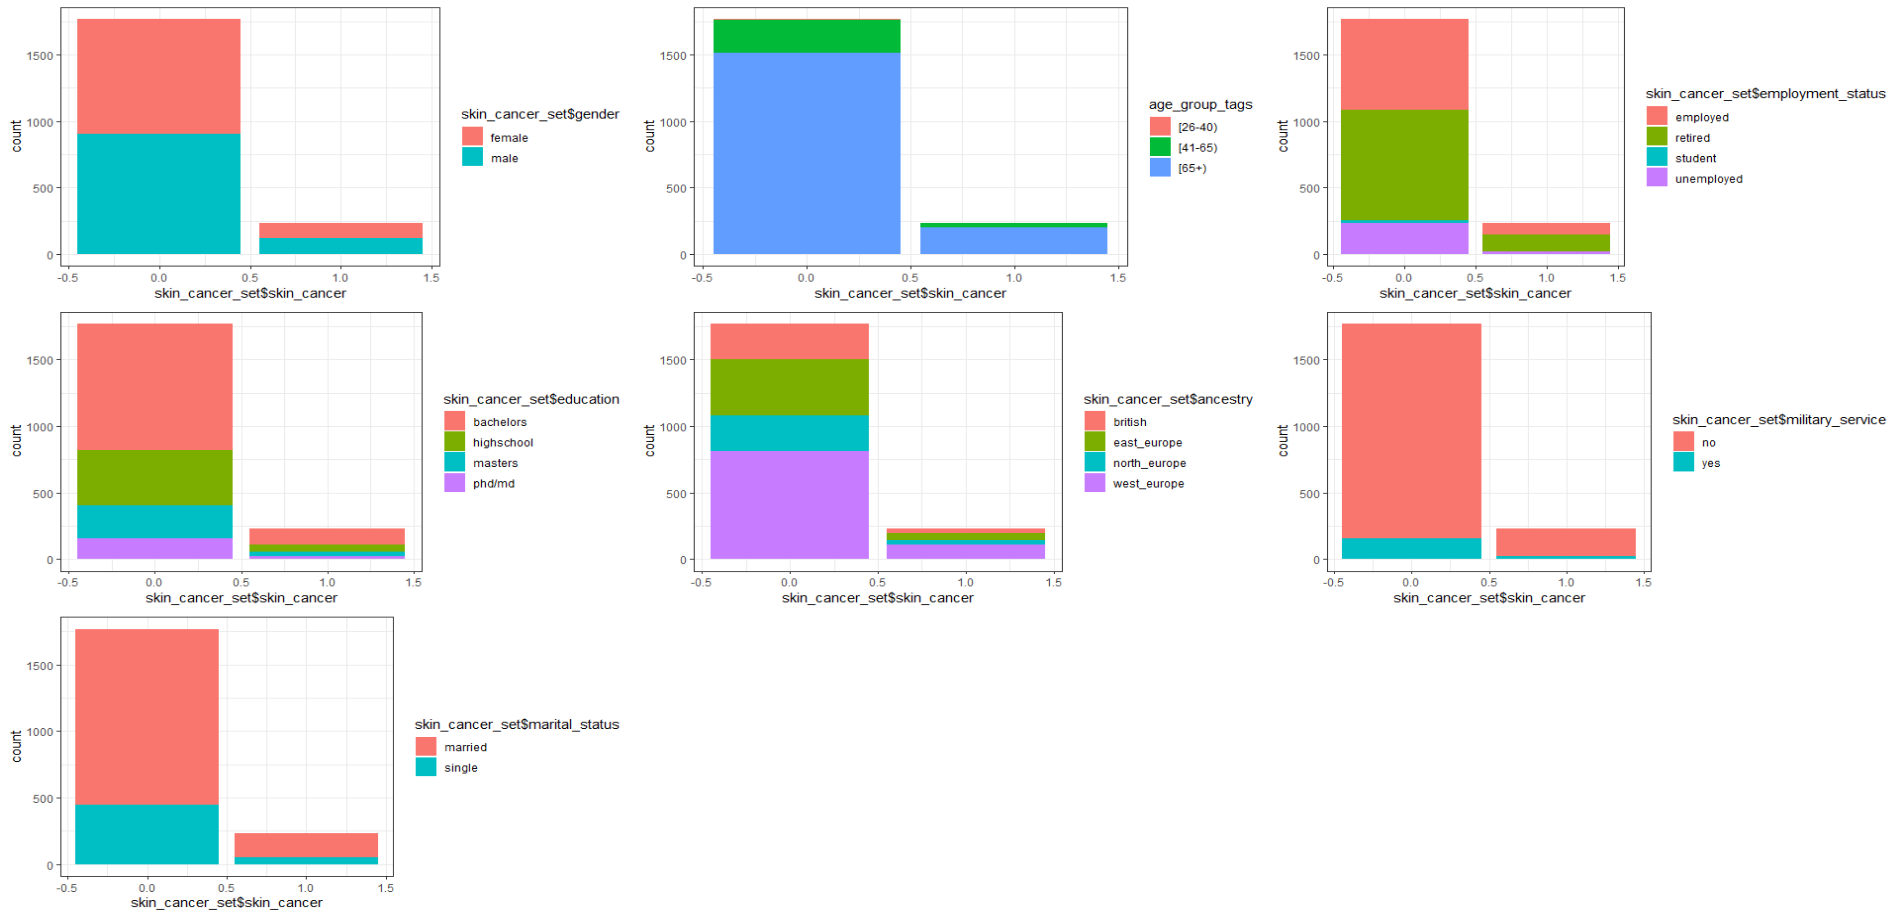 1500
1000
500
0
count
-0.5 0.0 0.5 1.0 1.5
skin_cancer_set$skin_cancer
skin_cancer_set$gender
female
male
1500
1000
500
0
count
-0.5 0.0 0.5 1.0 1.5
skin_cancer_set$skin_cancer
age_group_tags
[26-40)
[41-65)
[65+)
1500
1000
500
0
count
-0.5 0.0 0.5 1.0 1.5
skin_cancer_set$skin_cancer
skin_cancer_set$employment_status
employed
retired
student
unemployed
1500
1000
500
0
count
-0.5 0.0 0.5 1.0 1.5
skin_cancer_set$skin_cancer
skin_cancer_set$education
bachelors
highschool
masters
phd/md
1500
1000
500
0
count
-0.5 0.0 0.5 1.0 1.5
skin_cancer_set$skin_cancer
skin_cancer_set$ancestry
british
east_europe
north_europe
west_europe
1500
1000
500
0
count
-0.5 0.0 0.5 1.0 1.5
skin_cancer_set$skin_cancer
skin_cancer_set$military_service
no
yes
1500
1000
500
0
count
-0.5 0.0 0.5 1.0 1.5
skin_cancer_set$skin_cancer
skin_cancer_set$marital_status
married
single